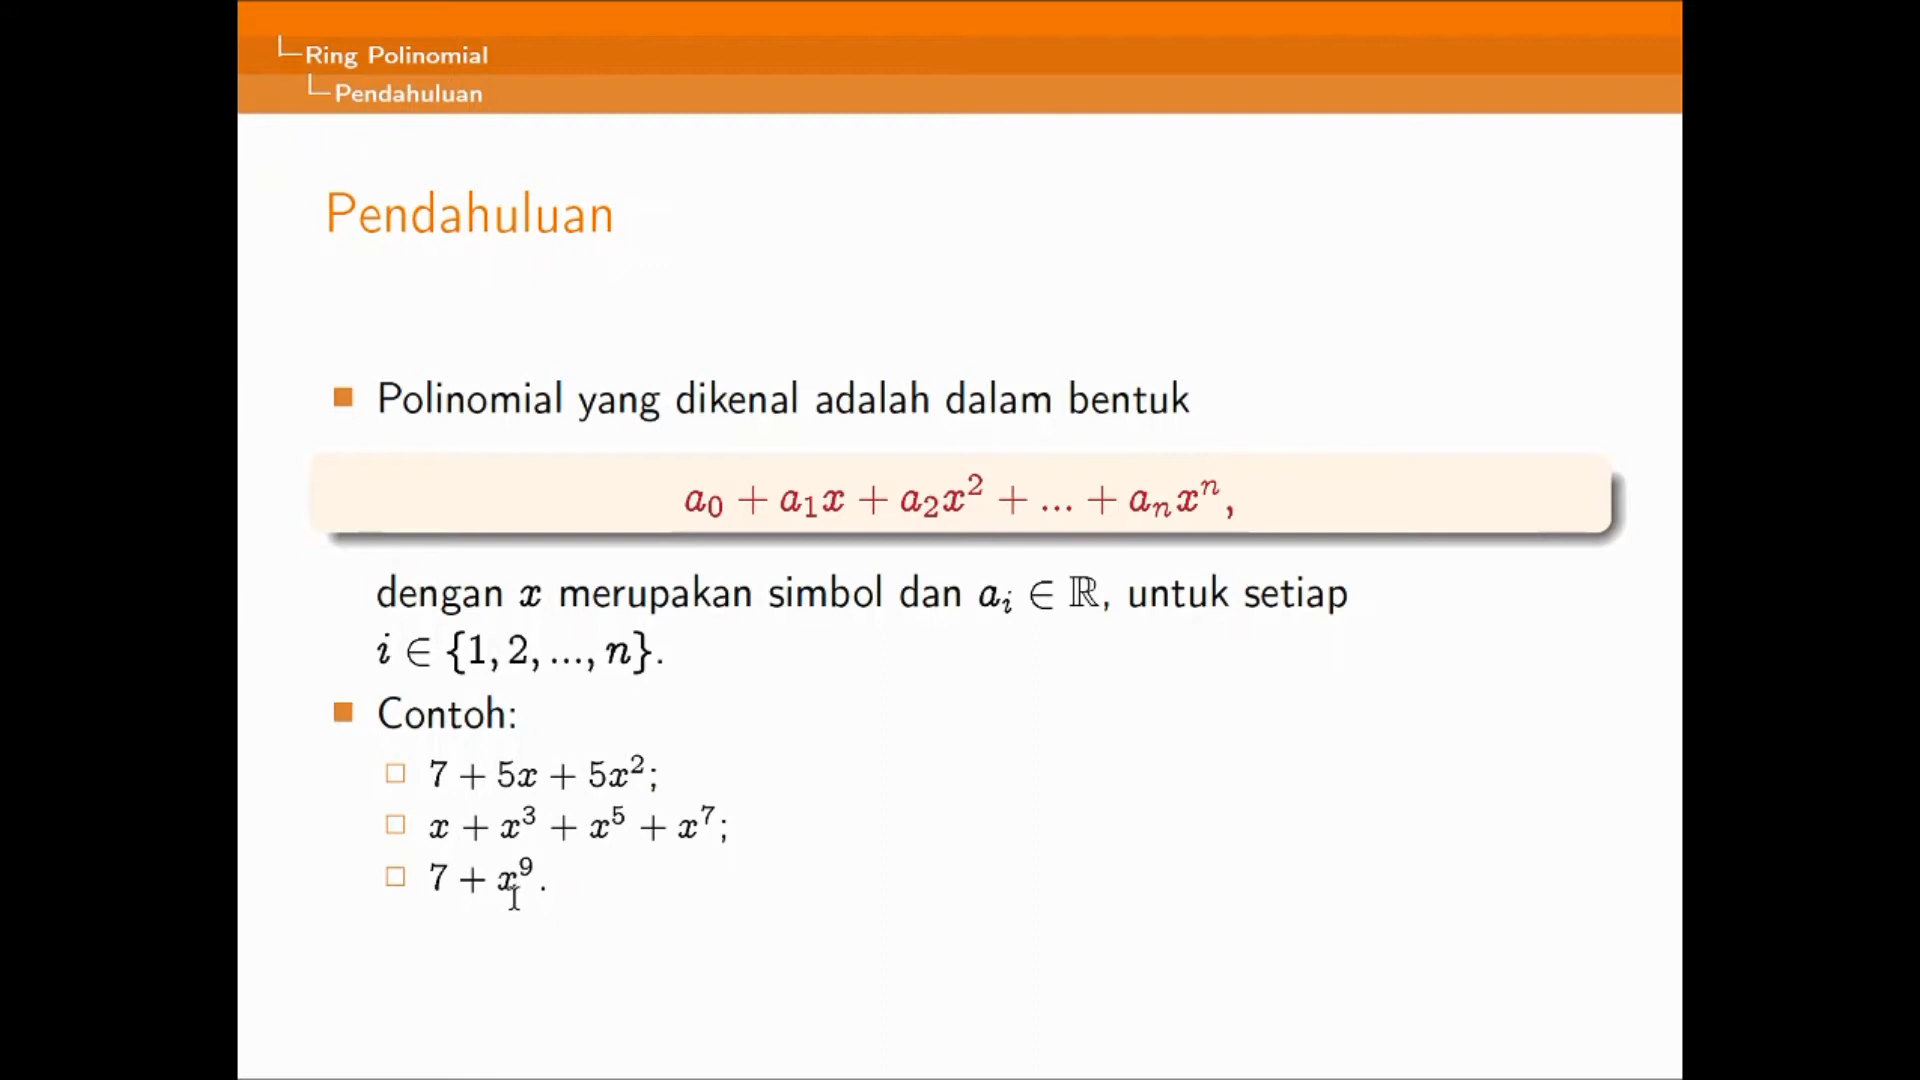 Ring Polinomial
Pendahuluan
Pendahuluan
Polinomial yang dikenal adalah dalam bentuk
a₀ + a₁x + a₂x² + ... + aₙxⁿ,
dengan x merupakan simbol dan aᵢ ∈ ℝ, untuk setiap
i ∈ {1, 2, ..., n}.
Contoh:
7 + 5x + 5x²;
x + x³ + x⁵ + x⁷;
7 + x⁹.